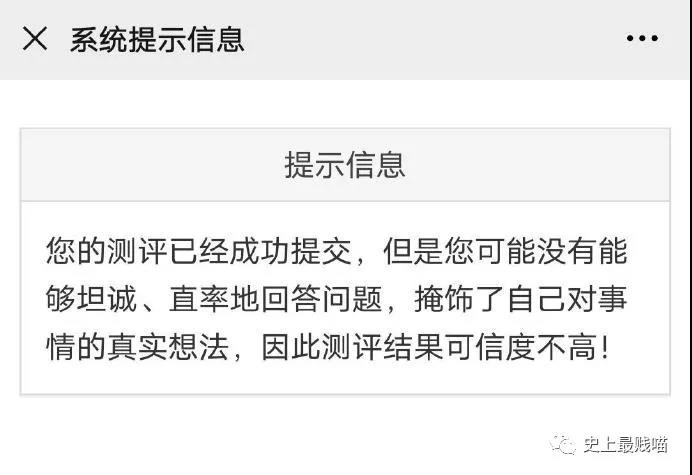 系统提示信息
提示信息
您的测评已经成功提交，但是您可能没有能
够坦诚、直率地回答问题，掩饰了自己对事
情的真实想法，因此测评结果可信度不高！
史上最贱喵